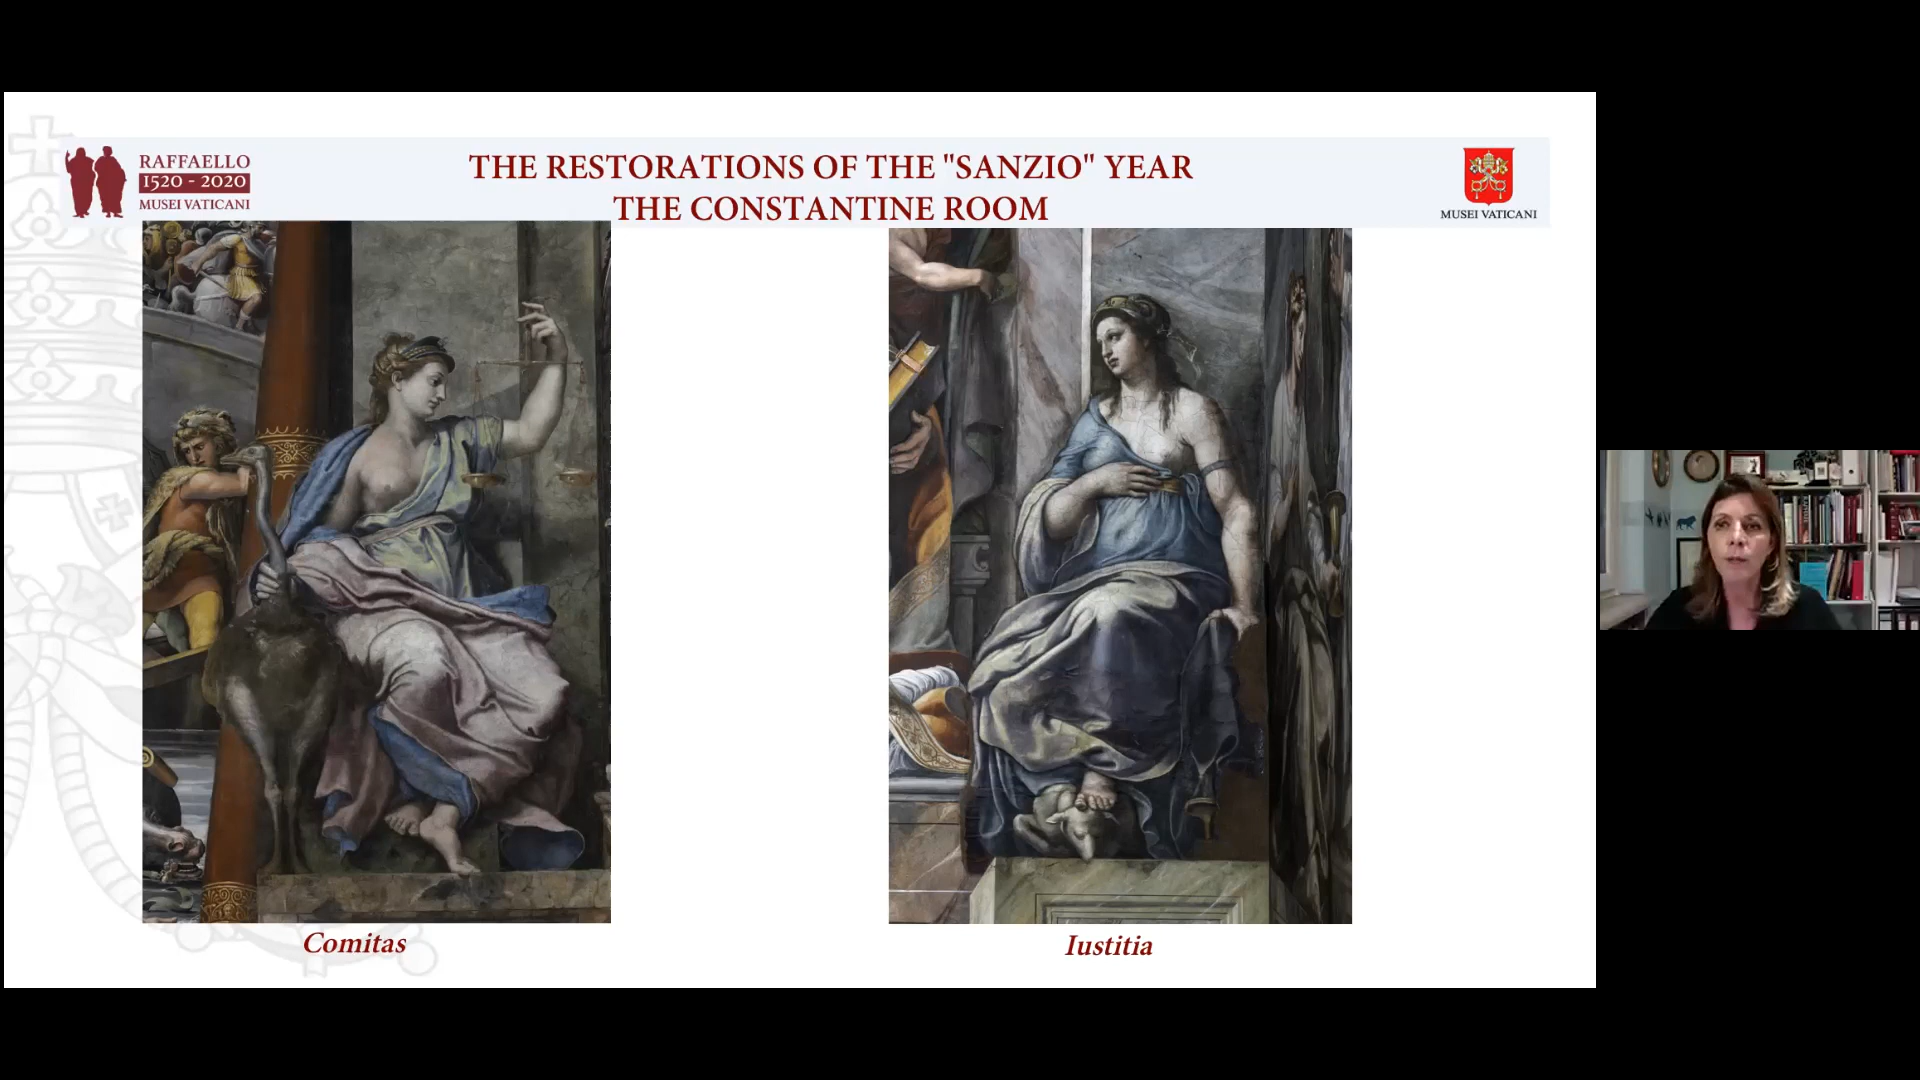 RAFFAELLO
1520 - 2020
MUSEI VATICANI
THE RESTORATIONS OF THE "SANZIO" YEAR
THE CONSTANTINE ROOM
MUSEI VATICANI
Comitas
Iustitia